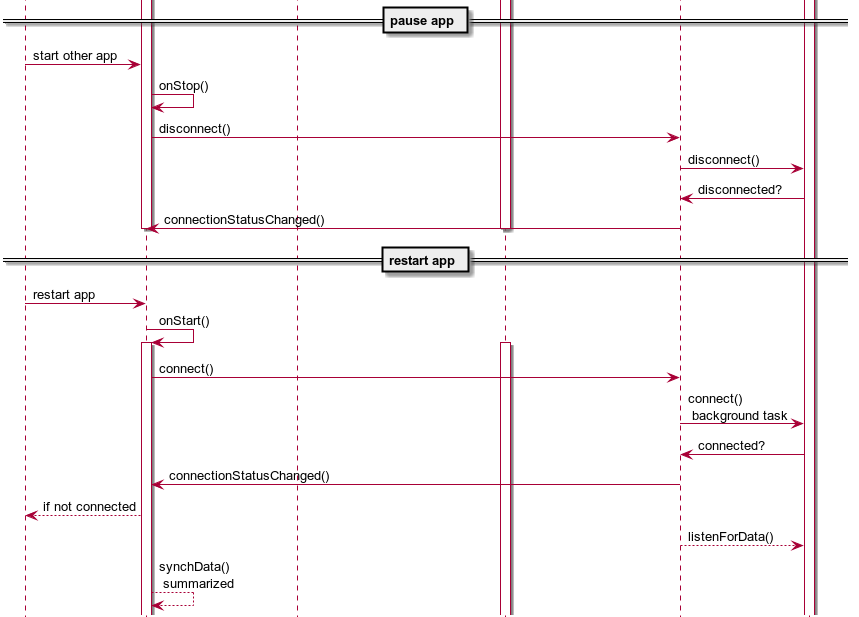 pause app
start other app
onStop()
disconnect()
disconnect()
disconnected?
connectionStatusChanged()
restart app
restart app
onStart()
connect()
connect()
background task
connected?
connectionStatusChanged()
if not connected
listenForData()
synchData()
summarized